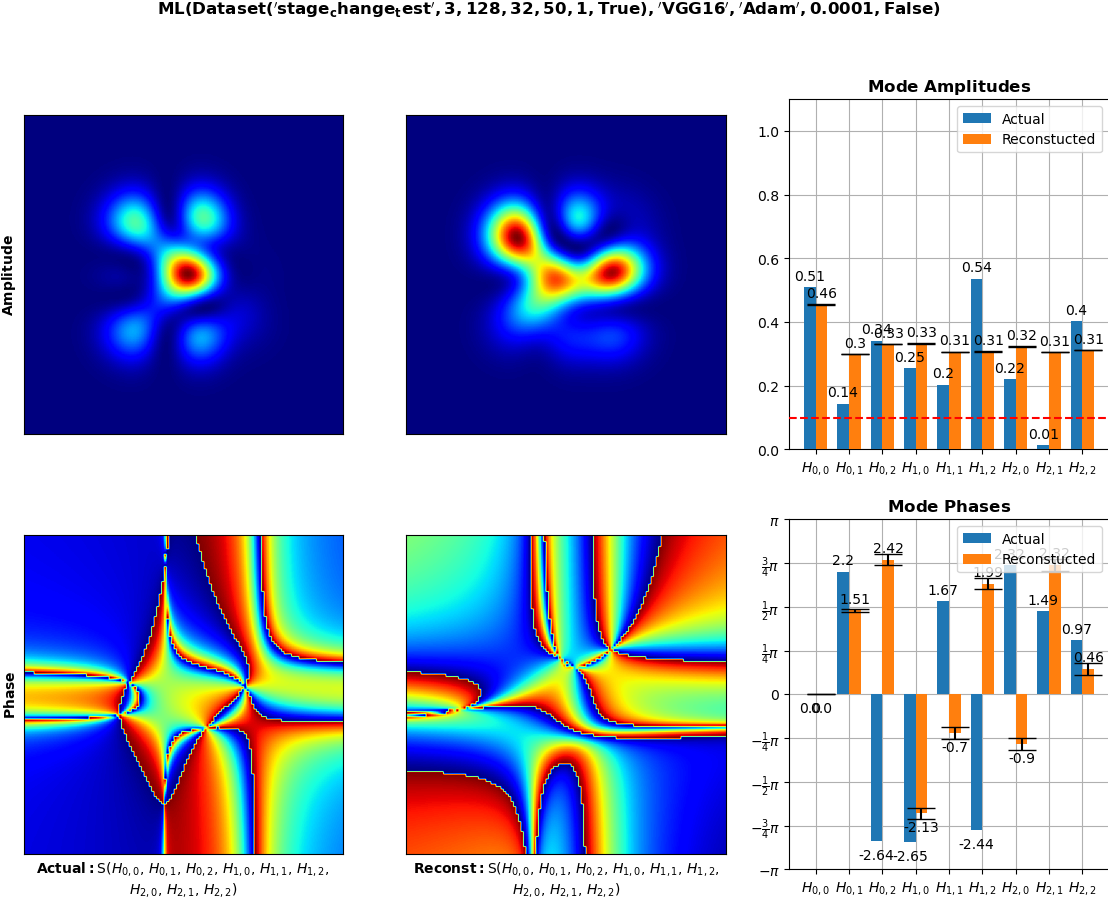 ML(Dataset('stage_change_test', 3, 128, 32, 50, 1, True), 'VGG16', 'Adam', 0.0001, False)
Mode Amplitudes
Amplitude
Actual
Reconstucted
1.0
0.8
0.6
0.4
0.2
0.0
0.51
0.46
0.14
0.3
0.34
0.33
0.25
0.33
0.2
0.31
0.54
0.31
0.22
0.32
0.01
0.31
0.4
0.31
H0,0 H0,1 H0,2 H1,0 H1,1 H1,2 H2,0 H2,1 H2,2
Mode Phases
Phase
Actual
Reconstucted
π
3/4π
1/2π
1/4π
0
−1/4π
−1/2π
−3/4π
−π
0.0
0.0
2.2
1.51
-2.64
2.42
-2.65
-2.13
1.67
-0.7
-2.44
1.99
-0.9
1.49
0.97
0.46
H0,0 H0,1 H0,2 H1,0 H1,1 H1,2 H2,0 H2,1 H2,2
Actual: S(H0,0, H0,1, H0,2, H1,0, H1,1, H1,2,
H2,0, H2,1, H2,2)
Reconst: S(H0,0, H0,1, H0,2, H1,0, H1,1, H1,2,
H2,0, H2,1, H2,2)